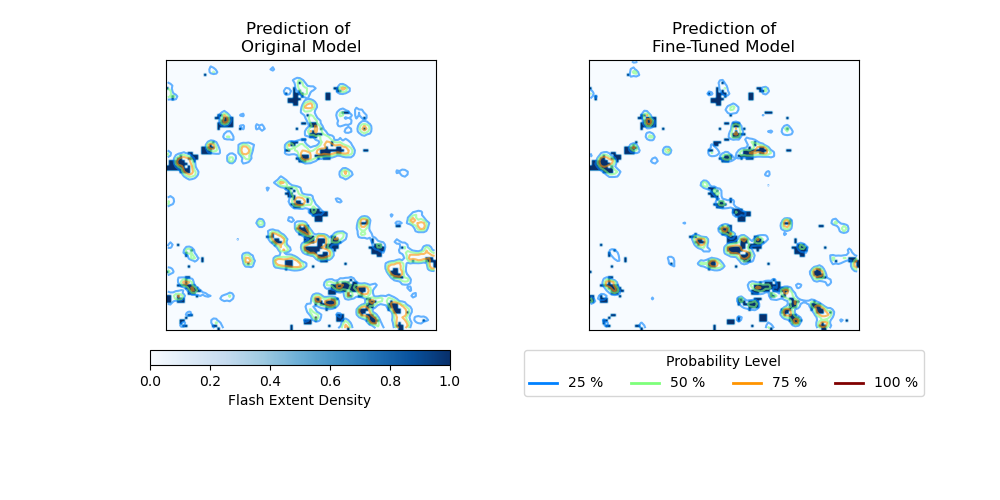 Prediction of
Original Model
Prediction of
Fine-Tuned Model
0.0 0.2 0.4 0.6 0.8 1.0
Flash Extent Density
Probability Level
25 % 50 % 75 % 100 %